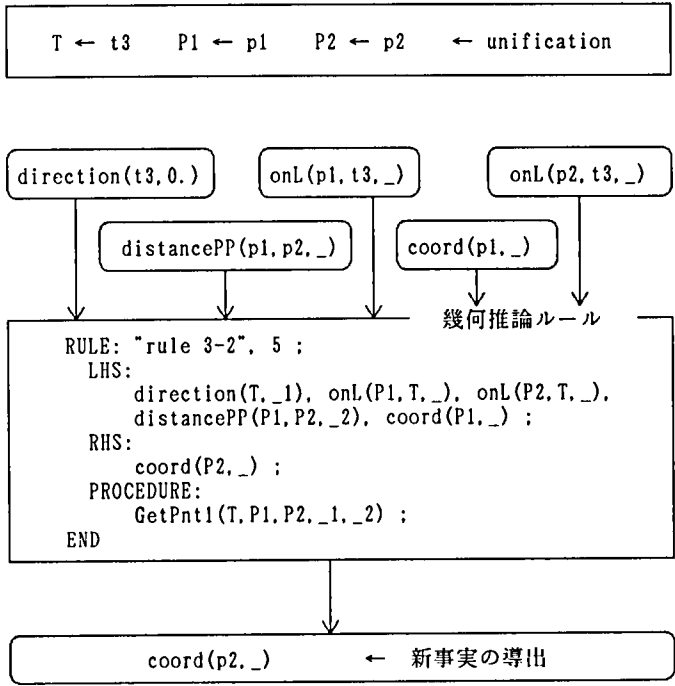 T ← t3 P1 ← p1 P2 ← p2 ← unification
direction(t3,0.) onL(p1,t3,_) onL(p2,t3,_)
distancePP(p1,p2,_) coord(p1,_)
幾何推論ルール
RULE: "rule 3-2", 5 ;
LHS:
direction(T,_1), onL(P1,T,_), onL(P2,T,_),
distancePP(P1,P2,_2), coord(P1,_) ;
RHS:
coord(P2,_) ;
PROCEDURE:
GetPnt1(T,P1,P2,_1,_2) ;
END
coord(p2,_) ← 新事実の導出